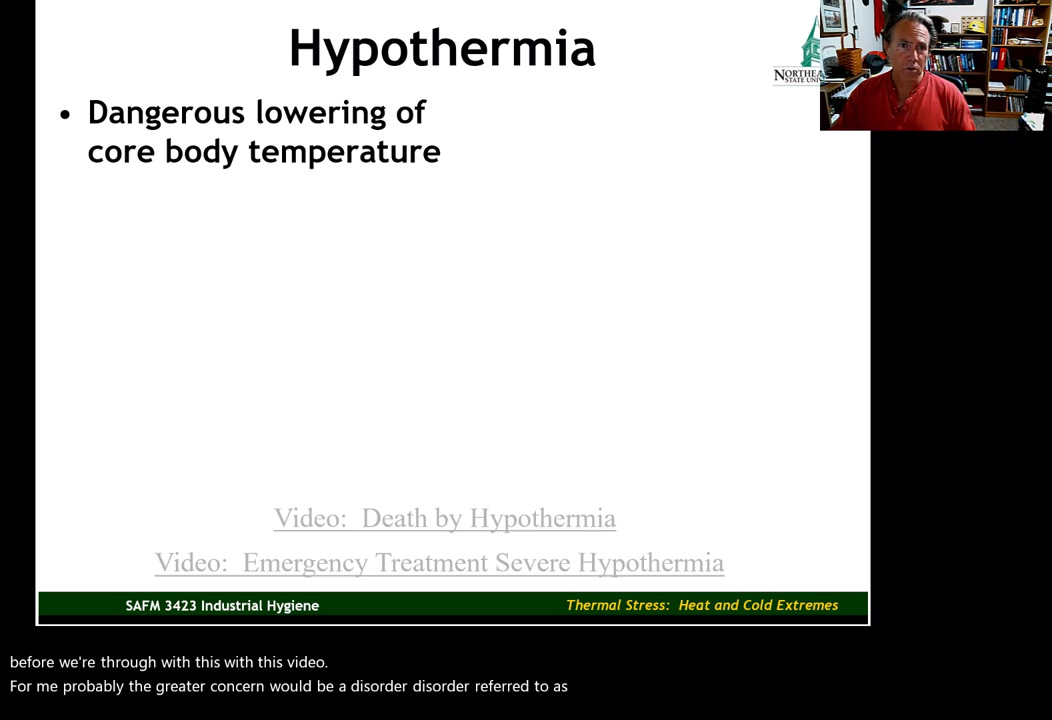 Hypothermia
• Dangerous lowering of
core body temperature
Video:  Death by Hypothermia
Video:  Emergency Treatment Severe Hypothermia
SAFM 3423 Industrial Hygiene
Thermal Stress:  Heat and Cold Extremes
before we're through with this with this video.
For me probably the greater concern would be a disorder disorder referred to as